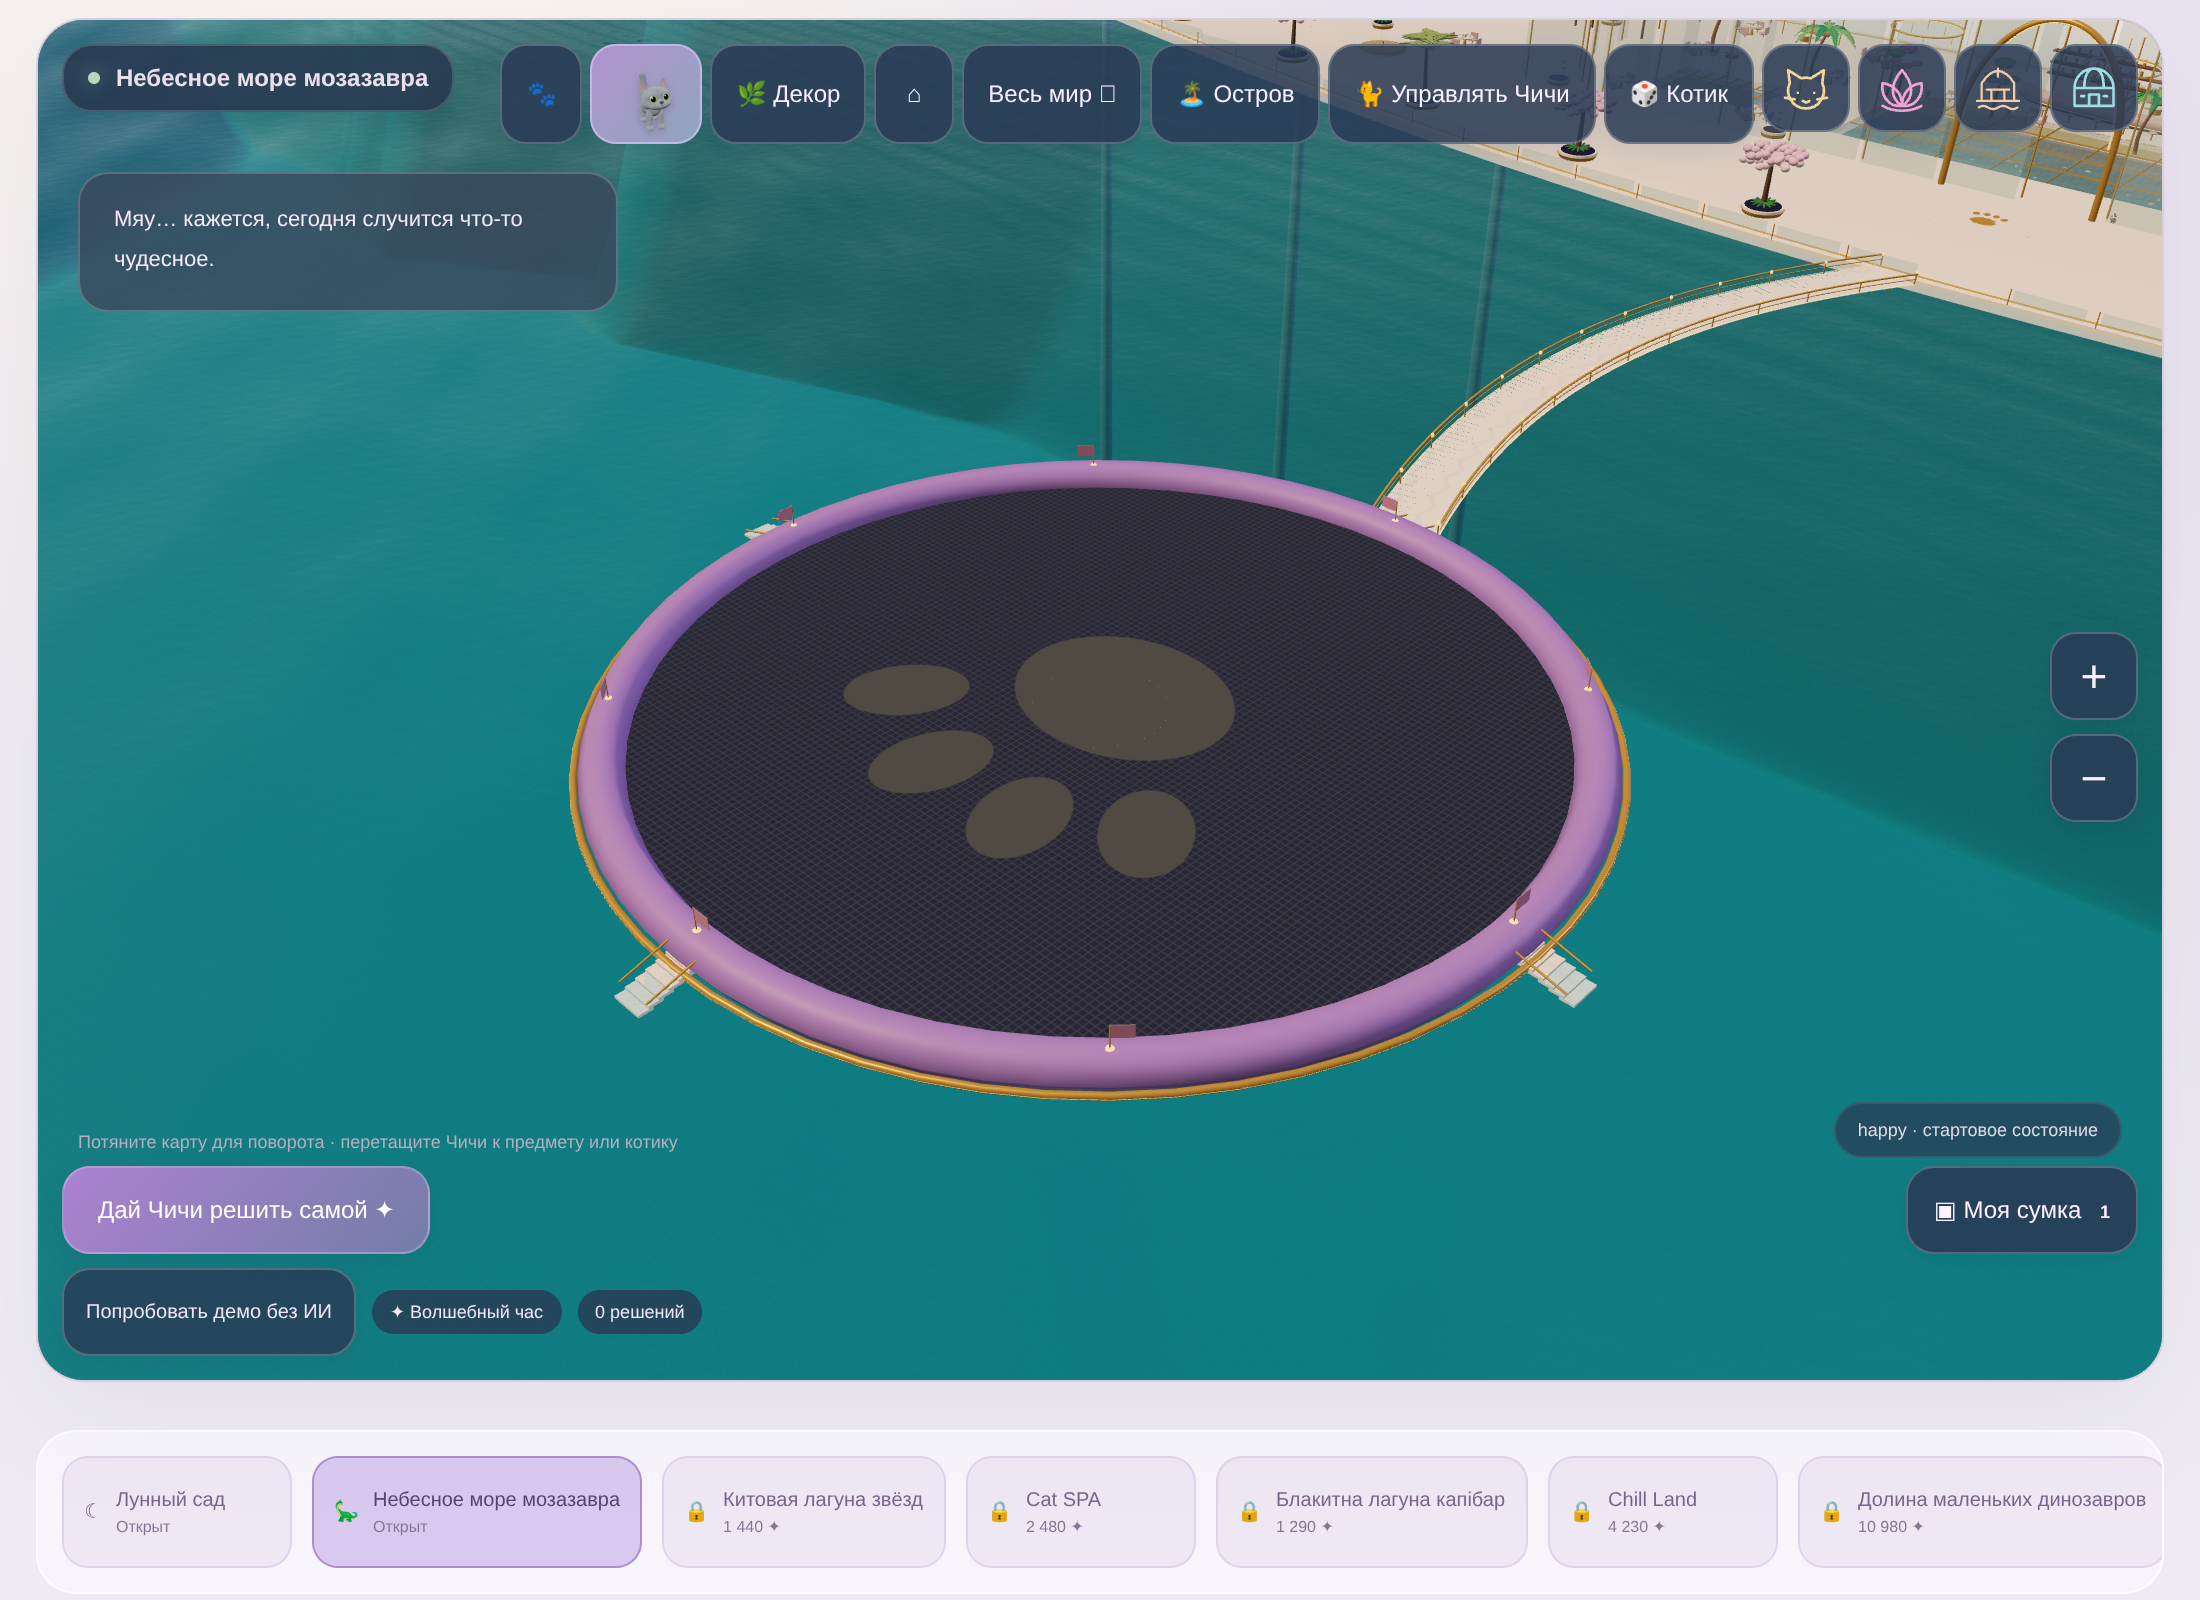 Небесное море мозазавра
Декор
Весь мир
Остров
Управлять Чичи
Котик
Мяу… кажется, сегодня случится что-то
чудесное.
+
−
Потяните карту для поворота · перетащите Чичи к предмету или котику
happy · стартовое состояние
Дай Чичи решить самой ✦
▣ Моя сумка 1
Попробовать демо без ИИ
✦ Волшебный час
0 решений
Лунный сад
Открыт
Небесное море мозазавра
Открыт
Китовая лагуна звёзд
1 440 ✦
Cat SPA
2 480 ✦
Блакитна лагуна капібар
1 290 ✦
Chill Land
4 230 ✦
Долина маленьких динозавров
10 980 ✦